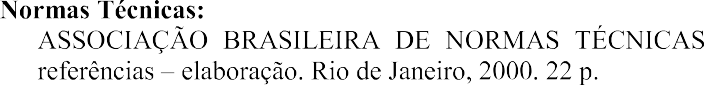 Normas Técnicas:
ASSOCIAÇÃO BRASILEIRA DE NORMAS TÉCNICAS
referências – elaboração. Rio de Janeiro, 2000. 22 p.